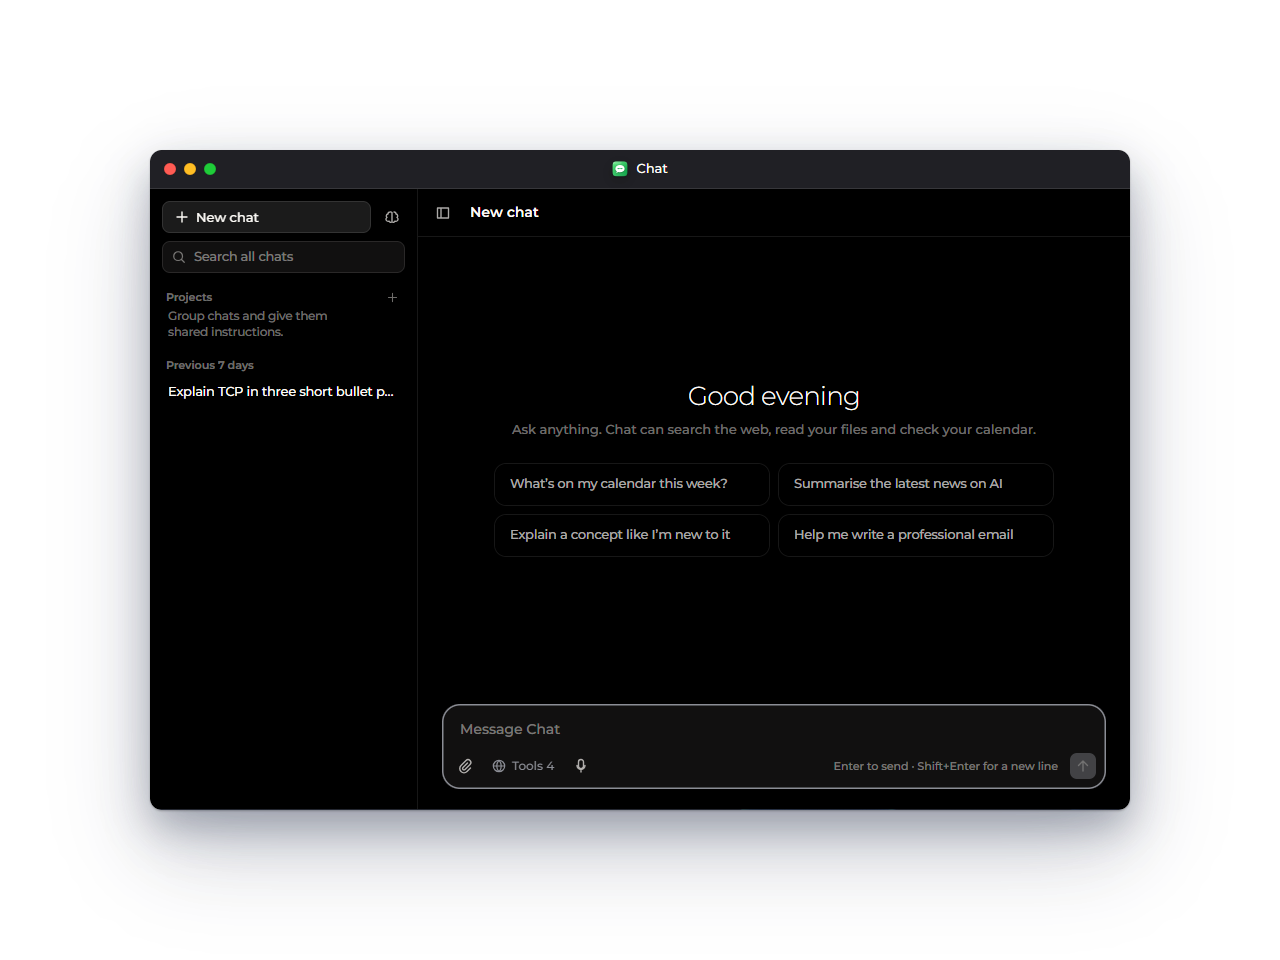 Chat
New chat
Search all chats
Projects
Group chats and give them
shared instructions.
Previous 7 days
Explain TCP in three short bullet p...
New chat
Good evening
Ask anything. Chat can search the web, read your files and check your calendar.
What's on my calendar this week?
Summarise the latest news on AI
Explain a concept like I'm new to it
Help me write a professional email
Message Chat
Tools 4
Enter to send · Shift+Enter for a new line